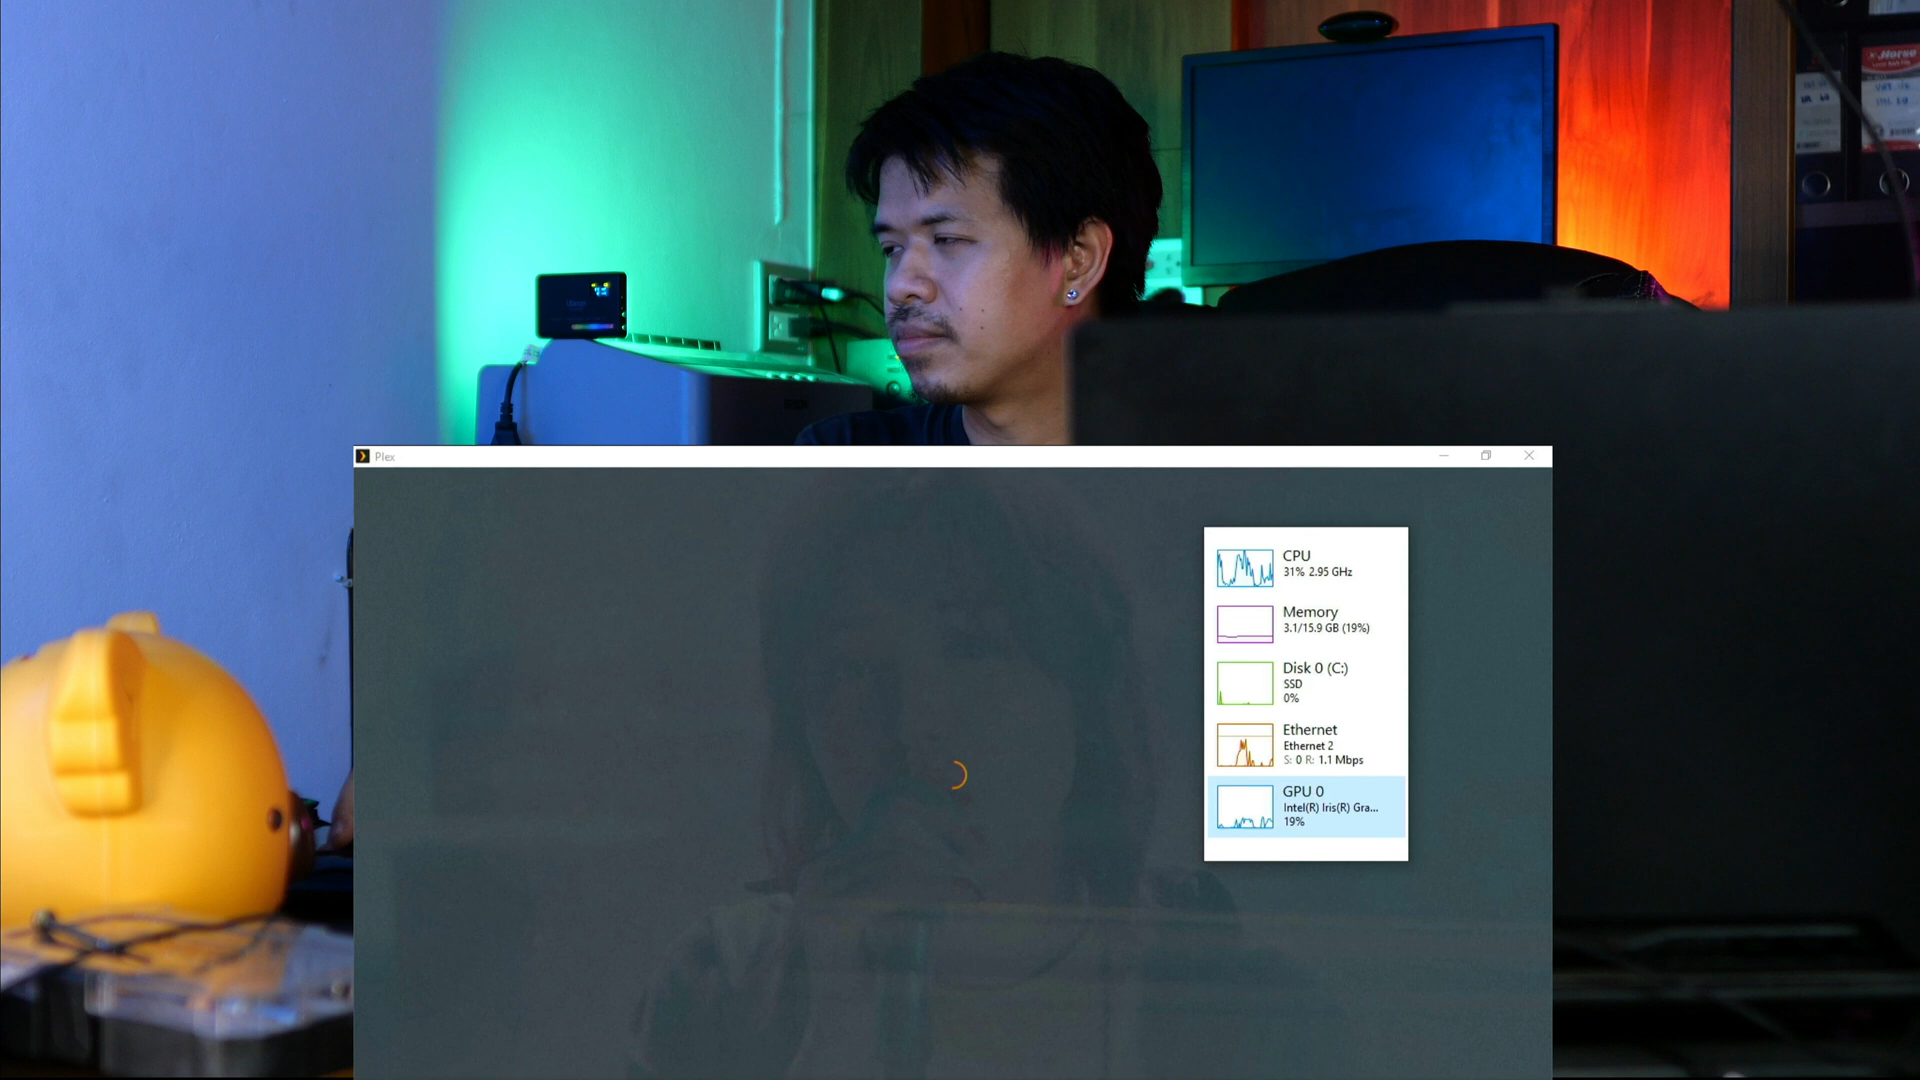 Horse
Plex
CPU
31% 2.95 GHz
Memory
3.1/15.9 GB (19%)
Disk 0 (C:)
SSD
0%
Ethernet
Ethernet 2
S: 0 R: 1.1 Mbps
GPU 0
Intel(R) Iris(R) Gra...
19%